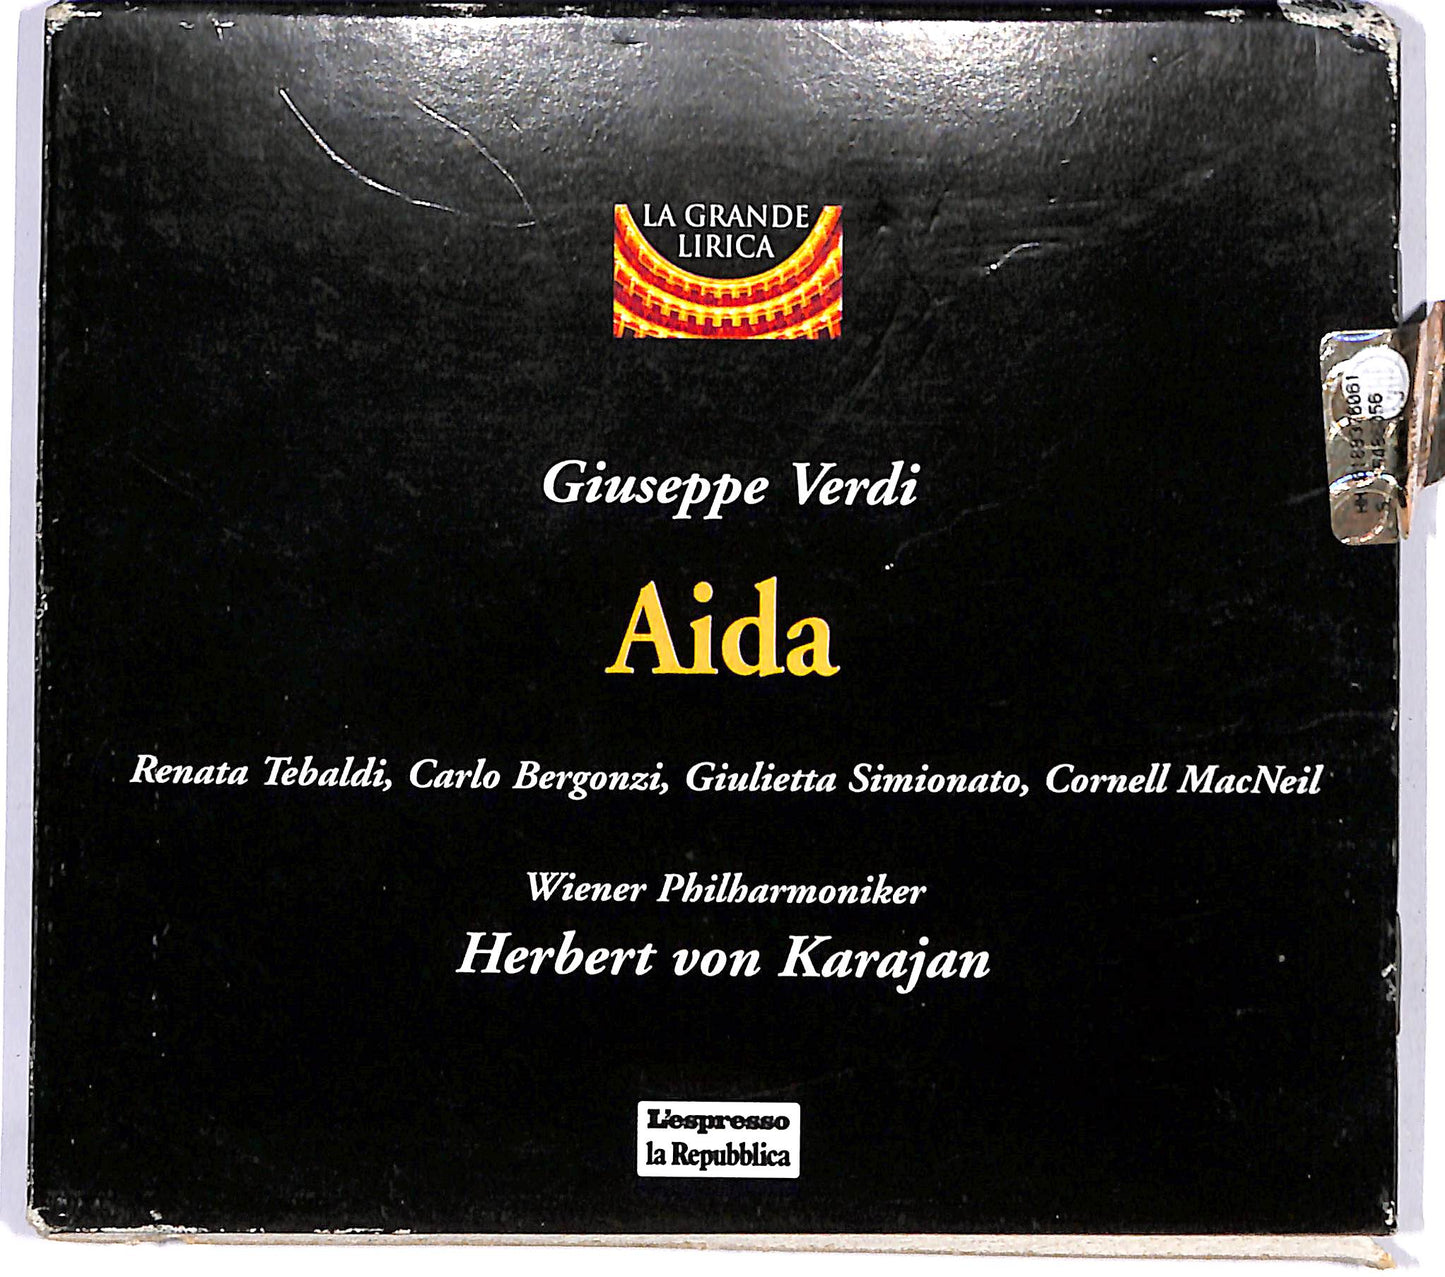 LA GRANDE
LIRICA
Giuseppe Verdi
Aida
Renata Tebaldi, Carlo Bergonzi, Giulietta Simionato, Cornell MacNeil
Wiener Philharmoniker
Herbert von Karajan
L'espresso
la Repubblica